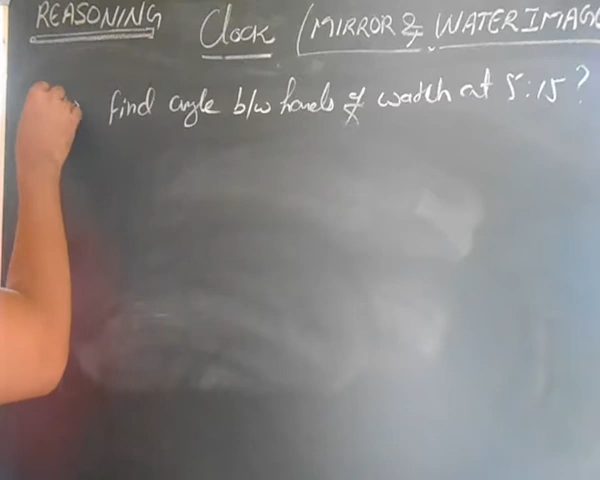 REASONING
Clock (MIRROR & WATER IMAGE
find angle b/w hands of watch at 5:15?